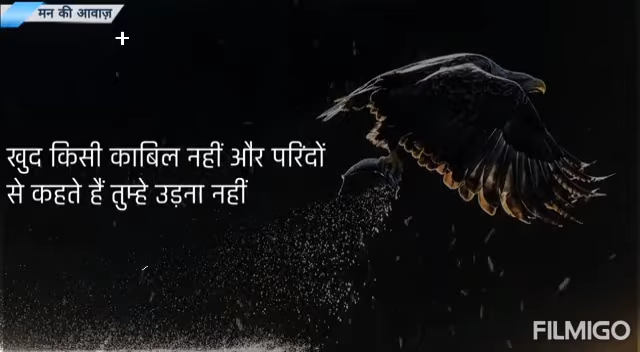 मन की आवाज़
खुद किसी काबिल नहीं और परिंदों
से कहते हैं तुम्हे उड़ना नहीं
FILMIGO